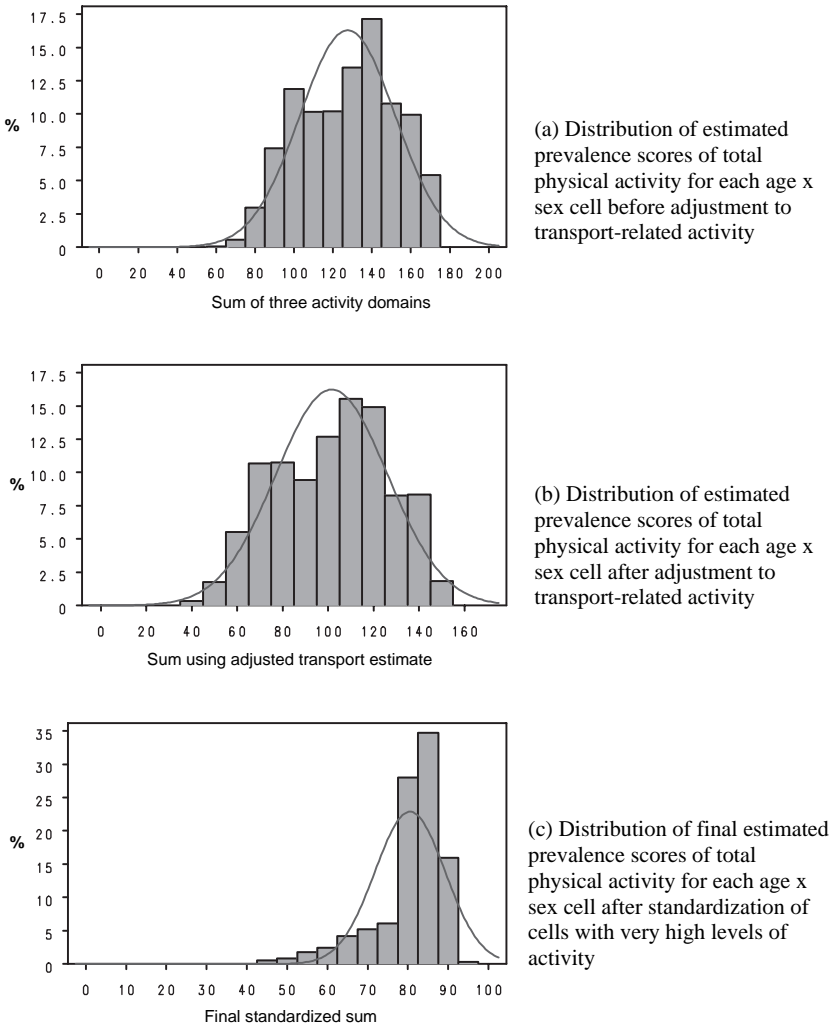 17.5
15.0
12.5
10.0
7.5
5.0
2.5
0
%
0 20 40 60 80 100 120 140 160 180 200
Sum of three activity domains
(a) Distribution of estimated
prevalence scores of total
physical activity for each age x
sex cell before adjustment to
transport-related activity
17.5
15.0
12.5
10.0
7.5
5.0
2.5
0
%
0 20 40 60 80 100 120 140 160
Sum using adjusted transport estimate
(b) Distribution of estimated
prevalence scores of total
physical activity for each age x
sex cell after adjustment to
transport-related activity
35
30
25
20
15
10
5
0
%
0 10 20 30 40 50 60 70 80 90 100
Final standardized sum
(c) Distribution of final estimated
prevalence scores of total
physical activity for each age x
sex cell after standardization of
cells with very high levels of
activity